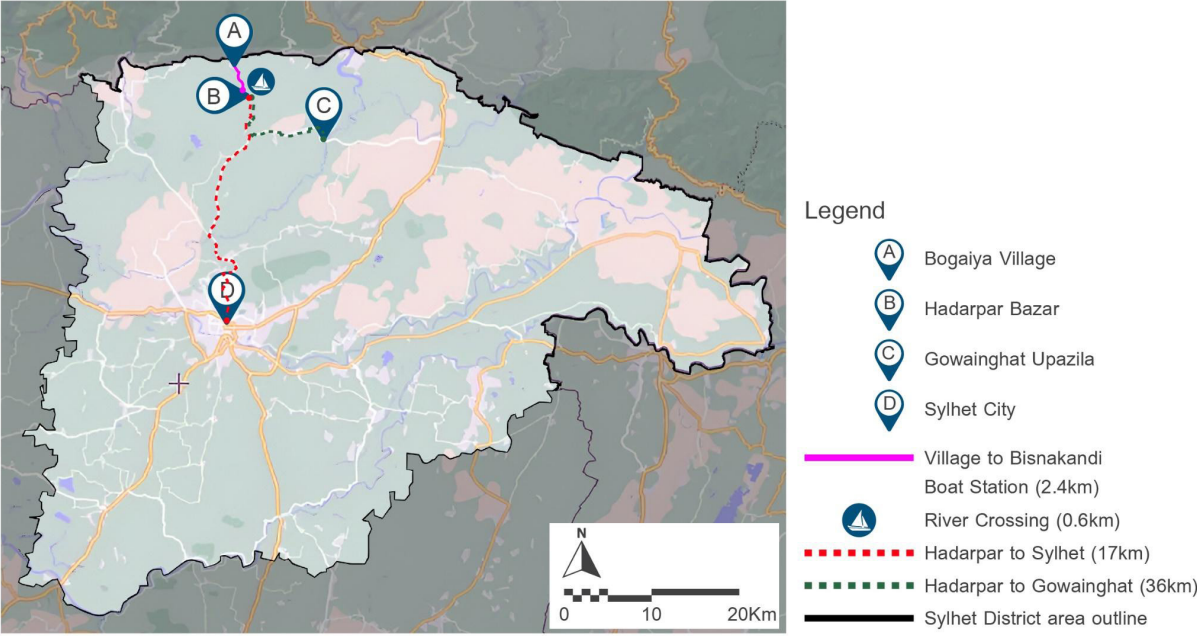 A
B
C
D
N
0 10 20Km
Legend
A Bogaiya Village
B Hadarpar Bazar
C Gowainghat Upazila
D Sylhet City
Village to Bisnakandi
Boat Station (2.4km)
River Crossing (0.6km)
Hadarpar to Sylhet (17km)
Hadarpar to Gowainghat (36km)
Sylhet District area outline